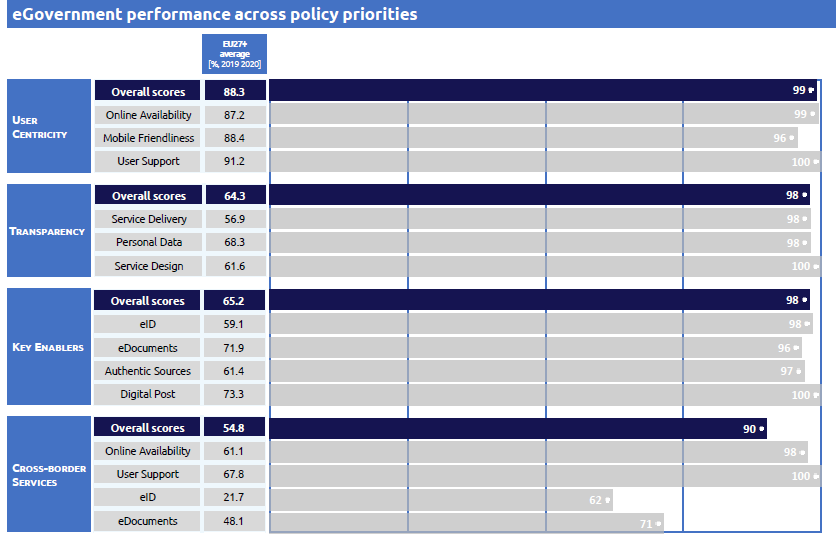 eGovernment performance across policy priorities
EU27+
average
[%, 2019 2020]
USER
CENTRICITY
Overall scores 88.3 99
Online Availability 87.2 99
Mobile Friendliness 88.4 96
User Support 91.2 100
TRANSPARENCY
Overall scores 64.3 98
Service Delivery 56.9 98
Personal Data 68.3 98
Service Design 61.6 100
KEY ENABLERS
Overall scores 65.2 98
eID 59.1 98
eDocuments 71.9 96
Authentic Sources 61.4 97
Digital Post 73.3 100
CROSS-BORDER
SERVICES
Overall scores 54.8 90
Online Availability 61.1 98
User Support 67.8 100
eID 21.7 62
eDocuments 48.1 71